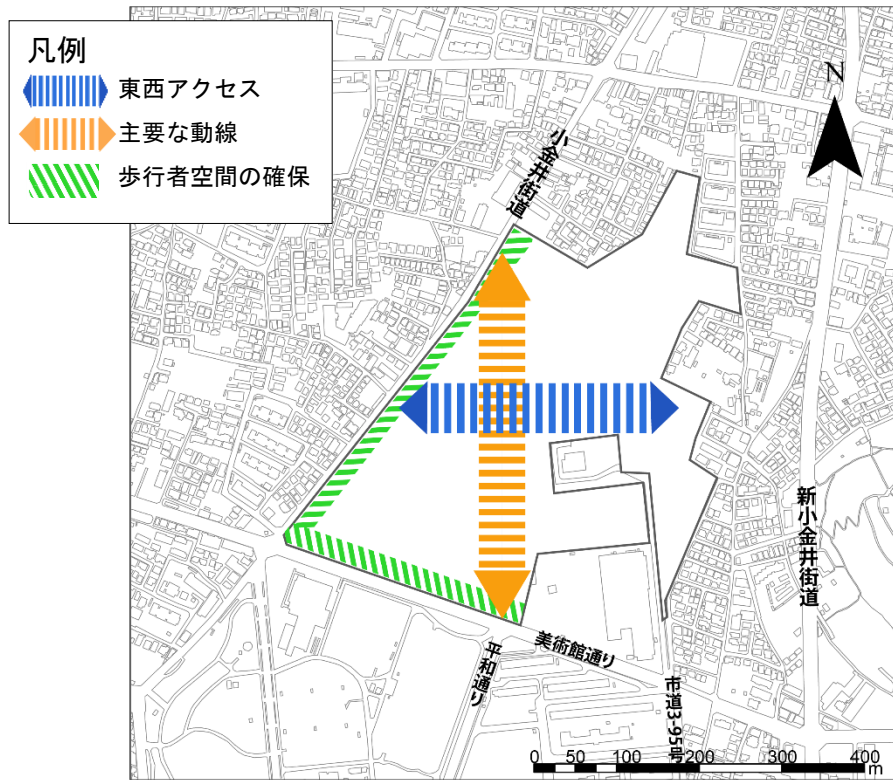 凡例
東西アクセス
主要な動線
歩行者空間の確保
N
小金井街道
新小金井街道
美術館通り
平和通り
市道3-95号
0 50 100 200 300 400
m